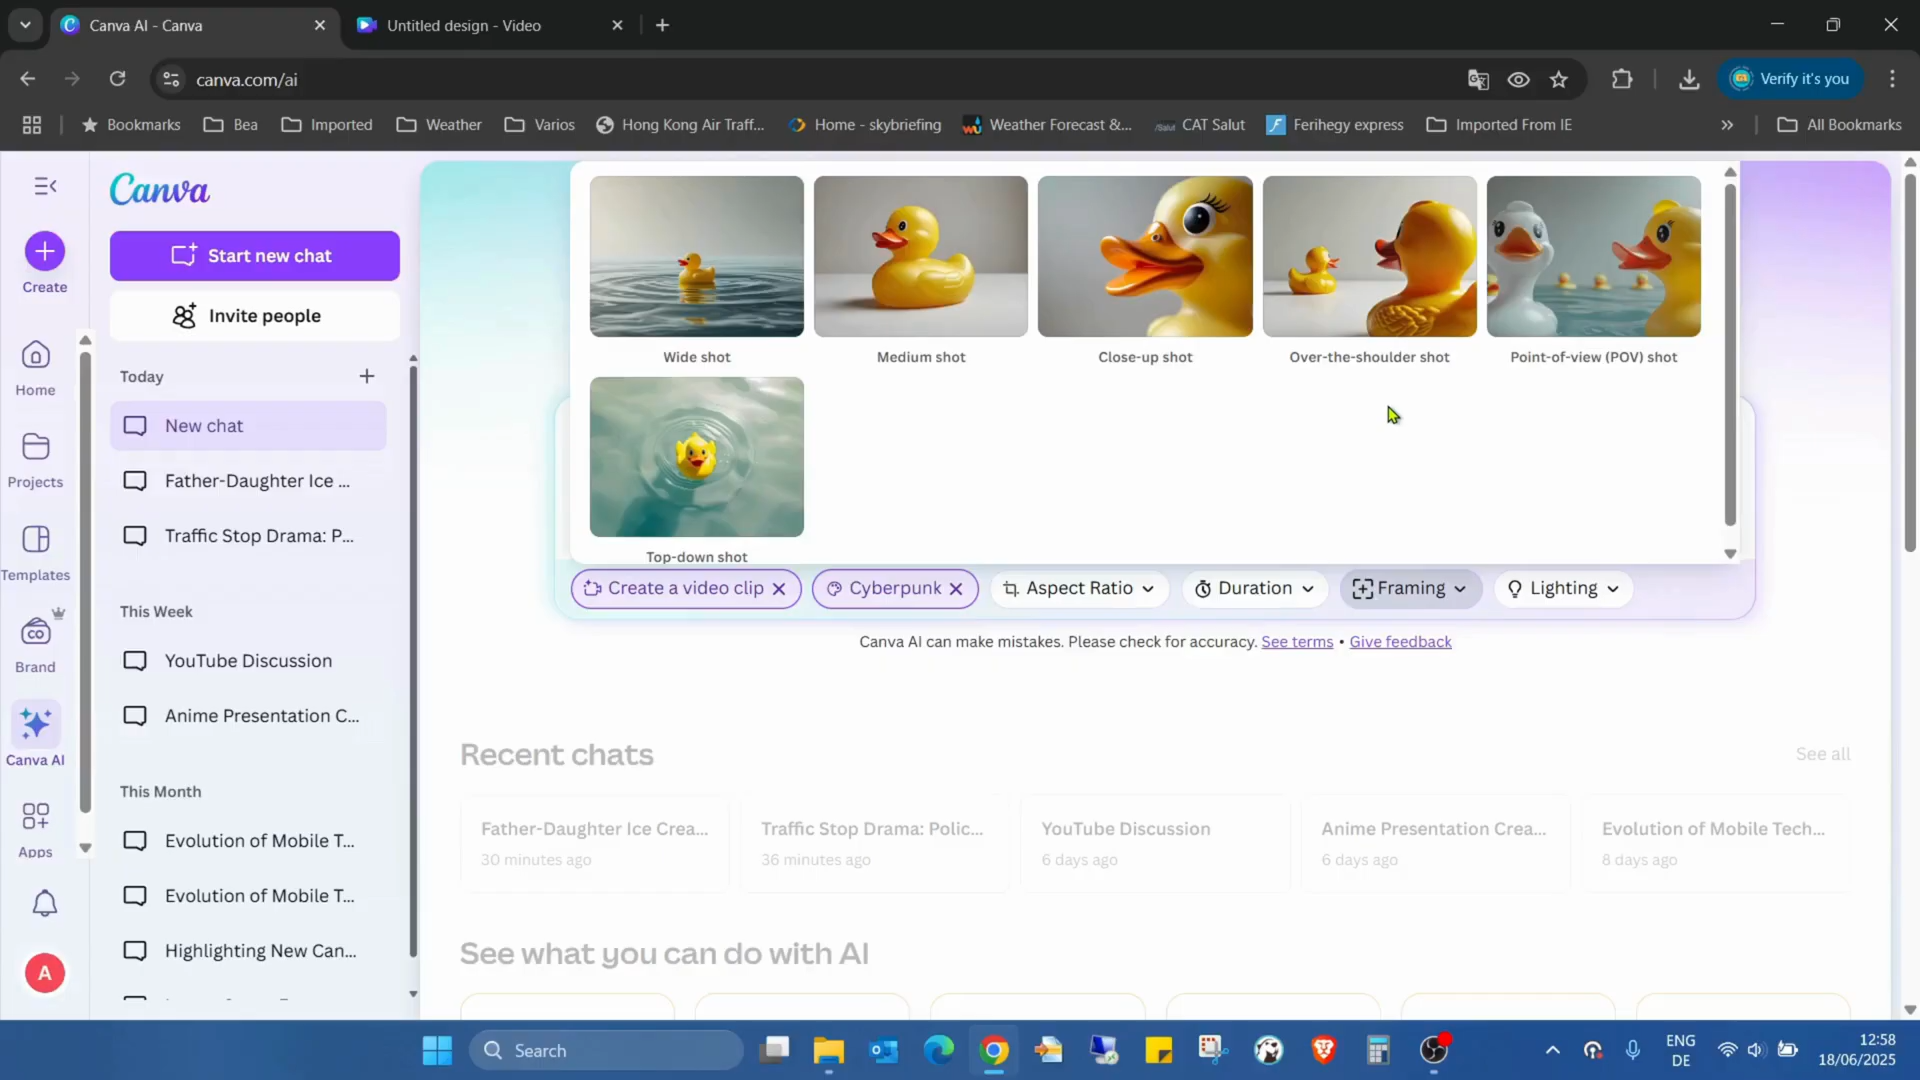 Canva AI - Canva
Untitled design - Video
canva.com/ai
Verify it's you
Bookmarks
Bea
Imported
Weather
Varios
Hong Kong Air Traff...
Home - skybriefing
Weather Forecast &...
CAT Salut
Ferihegy express
Imported From IE
All Bookmarks
Canva
Start new chat
Create
Invite people
Today
Home
New chat
Projects
Father-Daughter Ice ...
Templates
Traffic Stop Drama: P...
This Week
Brand
YouTube Discussion
Canva AI
Anime Presentation C...
This Month
Apps
Evolution of Mobile T...
Evolution of Mobile T...
Highlighting New Can...
A
Wide shot
Medium shot
Close-up shot
Over-the-shoulder shot
Point-of-view (POV) shot
Top-down shot
Create a video clip
Cyberpunk
Aspect Ratio
Duration
Framing
Lighting
Canva AI can make mistakes. Please check for accuracy. See terms • Give feedback
Recent chats
See all
Father-Daughter Ice Crea...
30 minutes ago
Traffic Stop Drama: Polic...
36 minutes ago
YouTube Discussion
6 days ago
Anime Presentation Crea...
6 days ago
Evolution of Mobile Tech...
8 days ago
See what you can do with AI
Search
ENG
DE
12:58
18/06/2025